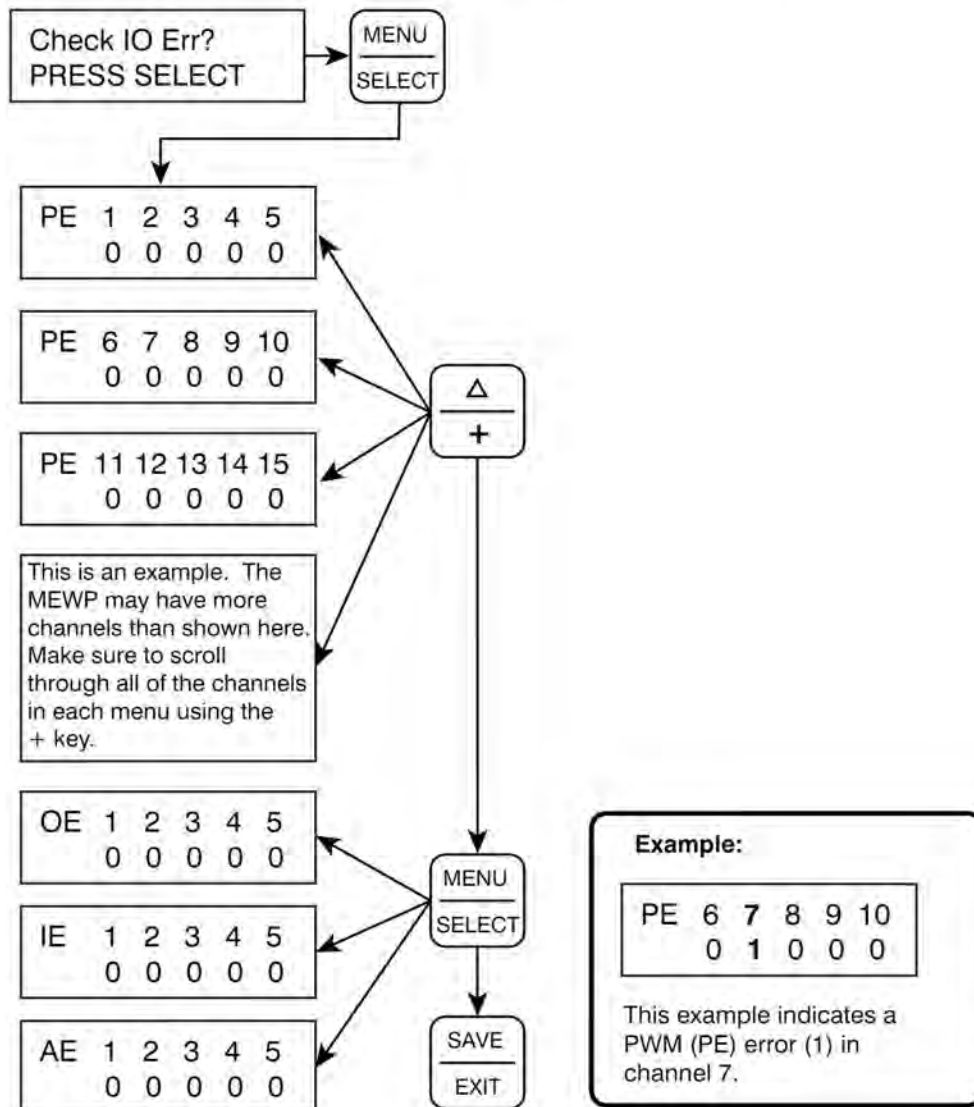 Check IO Err?
PRESS SELECT
MENU
SELECT
PE 1 2 3 4 5
0 0 0 0 0
PE 6 7 8 9 10
0 0 0 0 0
PE 11 12 13 14 15
0 0 0 0 0
△
+
This is an example. The
MEWP may have more
channels than shown here.
Make sure to scroll
through all of the channels
in each menu using the
+ key.
OE 1 2 3 4 5
0 0 0 0 0
IE 1 2 3 4 5
0 0 0 0 0
AE 1 2 3 4 5
0 0 0 0 0
MENU
SELECT
SAVE
EXIT
Example:
PE 6 7 8 9 10
0 1 0 0 0
This example indicates a
PWM (PE) error (1) in
channel 7.